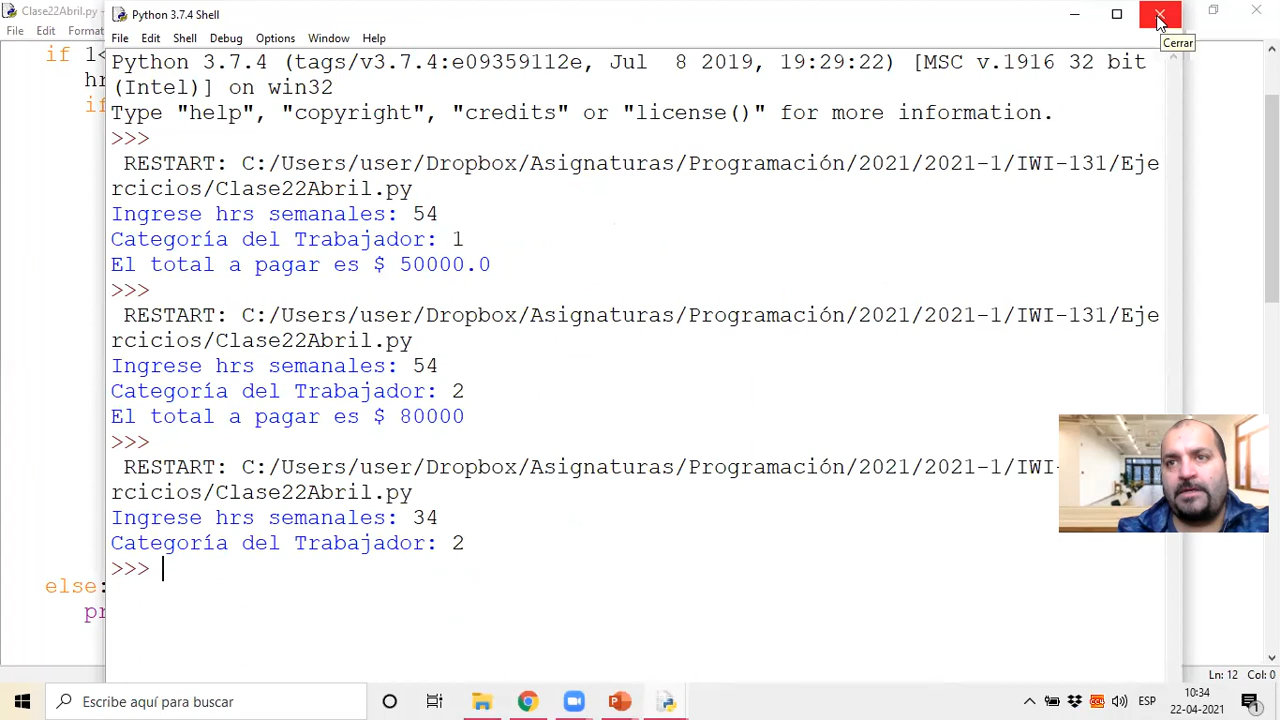 Clase22Abril.py -
Python 3.7.4 Shell
File Edit Format
File Edit Shell Debug Options Window Help
Cerrar
if l<
hr
if
else:
pr
Python 3.7.4 (tags/v3.7.4:e09359112e, Jul 8 2019, 19:29:22) [MSC v.1916 32 bit
(Intel)] on win32
Type "help", "copyright", "credits" or "license()" for more information.
>>>
RESTART: C:/Users/user/Dropbox/Asignaturas/Programación/2021/2021-1/IWI-131/Eje
rcicios/Clase22Abril.py
Ingrese hrs semanales: 54
Categoría del Trabajador: 1
El total a pagar es $ 50000.0
>>>
RESTART: C:/Users/user/Dropbox/Asignaturas/Programación/2021/2021-1/IWI-131/Eje
rcicios/Clase22Abril.py
Ingrese hrs semanales: 54
Categoría del Trabajador: 2
El total a pagar es $ 80000
>>>
RESTART: C:/Users/user/Dropbox/Asignaturas/Programación/2021/2021-1/IWI-
rcicios/Clase22Abril.py
Ingrese hrs semanales: 34
Categoría del Trabajador: 2
>>>
Ln: 12 Col: 0
Escribe aquí para buscar
ESP
10:34
22-04-2021